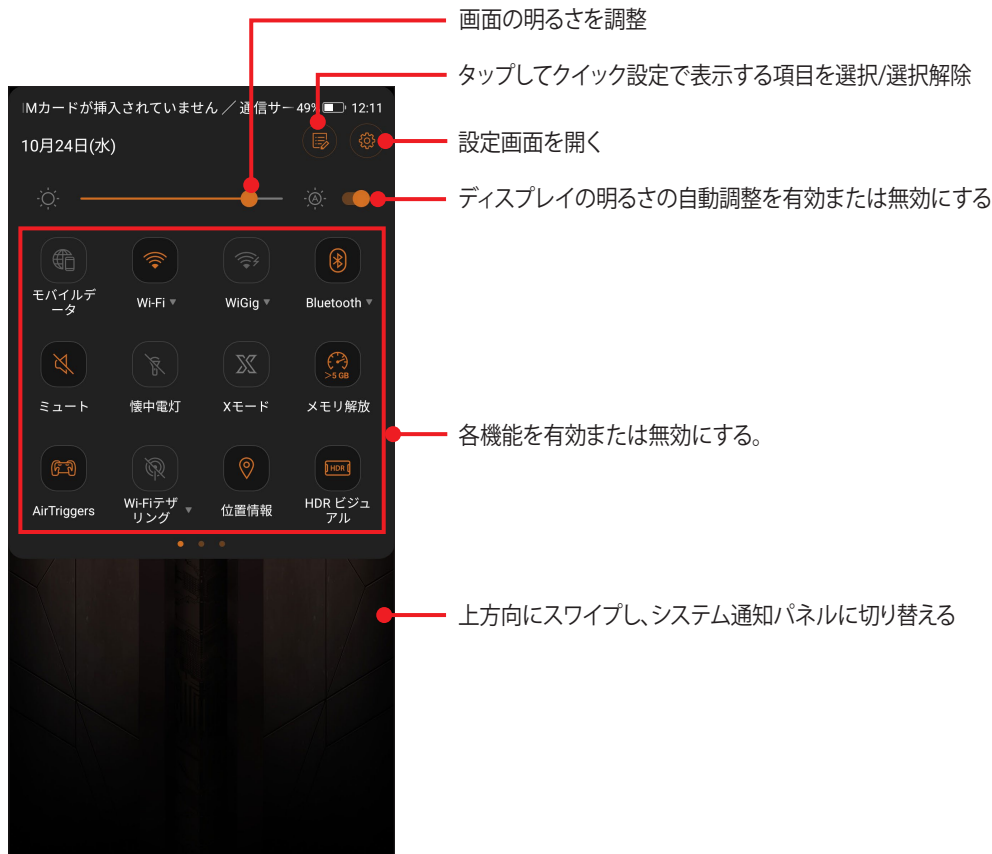 画面の明るさを調整
タップしてクイック設定で表示する項目を選択/選択解除
設定画面を開く
ディスプレイの明るさの自動調整を有効または無効にする
各機能を有効または無効にする。
上方向にスワイプし、システム通知パネルに切り替える
Mカードが挿入されていません ／ 通信サー 49% 12:11
10月24日(水)
A
モバイルデ
ータ
Wi-Fi
WiGig
Bluetooth
>5 GB
ミュート
懐中電灯
Xモード
メモリ解放
HDR
AirTriggers
Wi-Fiテザ
リング
位置情報
HDR ビジュ
アル